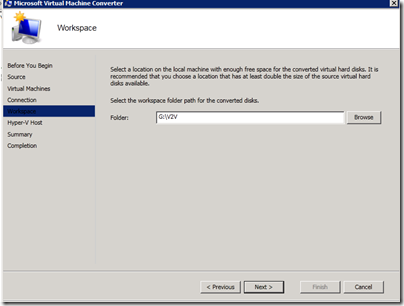 Microsoft Virtual Machine Converter
Workspace
Before You Begin
Source
Virtual Machines
Connection
Workspace
Hyper-V Host
Summary
Completion
Select a location on the local machine with enough free space for the converted virtual hard disks. It is
recommended that you choose a location that has at least double the size of the source virtual hard
disks available.
Select the workspace folder path for the converted disks.
Folder: G:\V2V Browse
< Previous Next > Finish Cancel